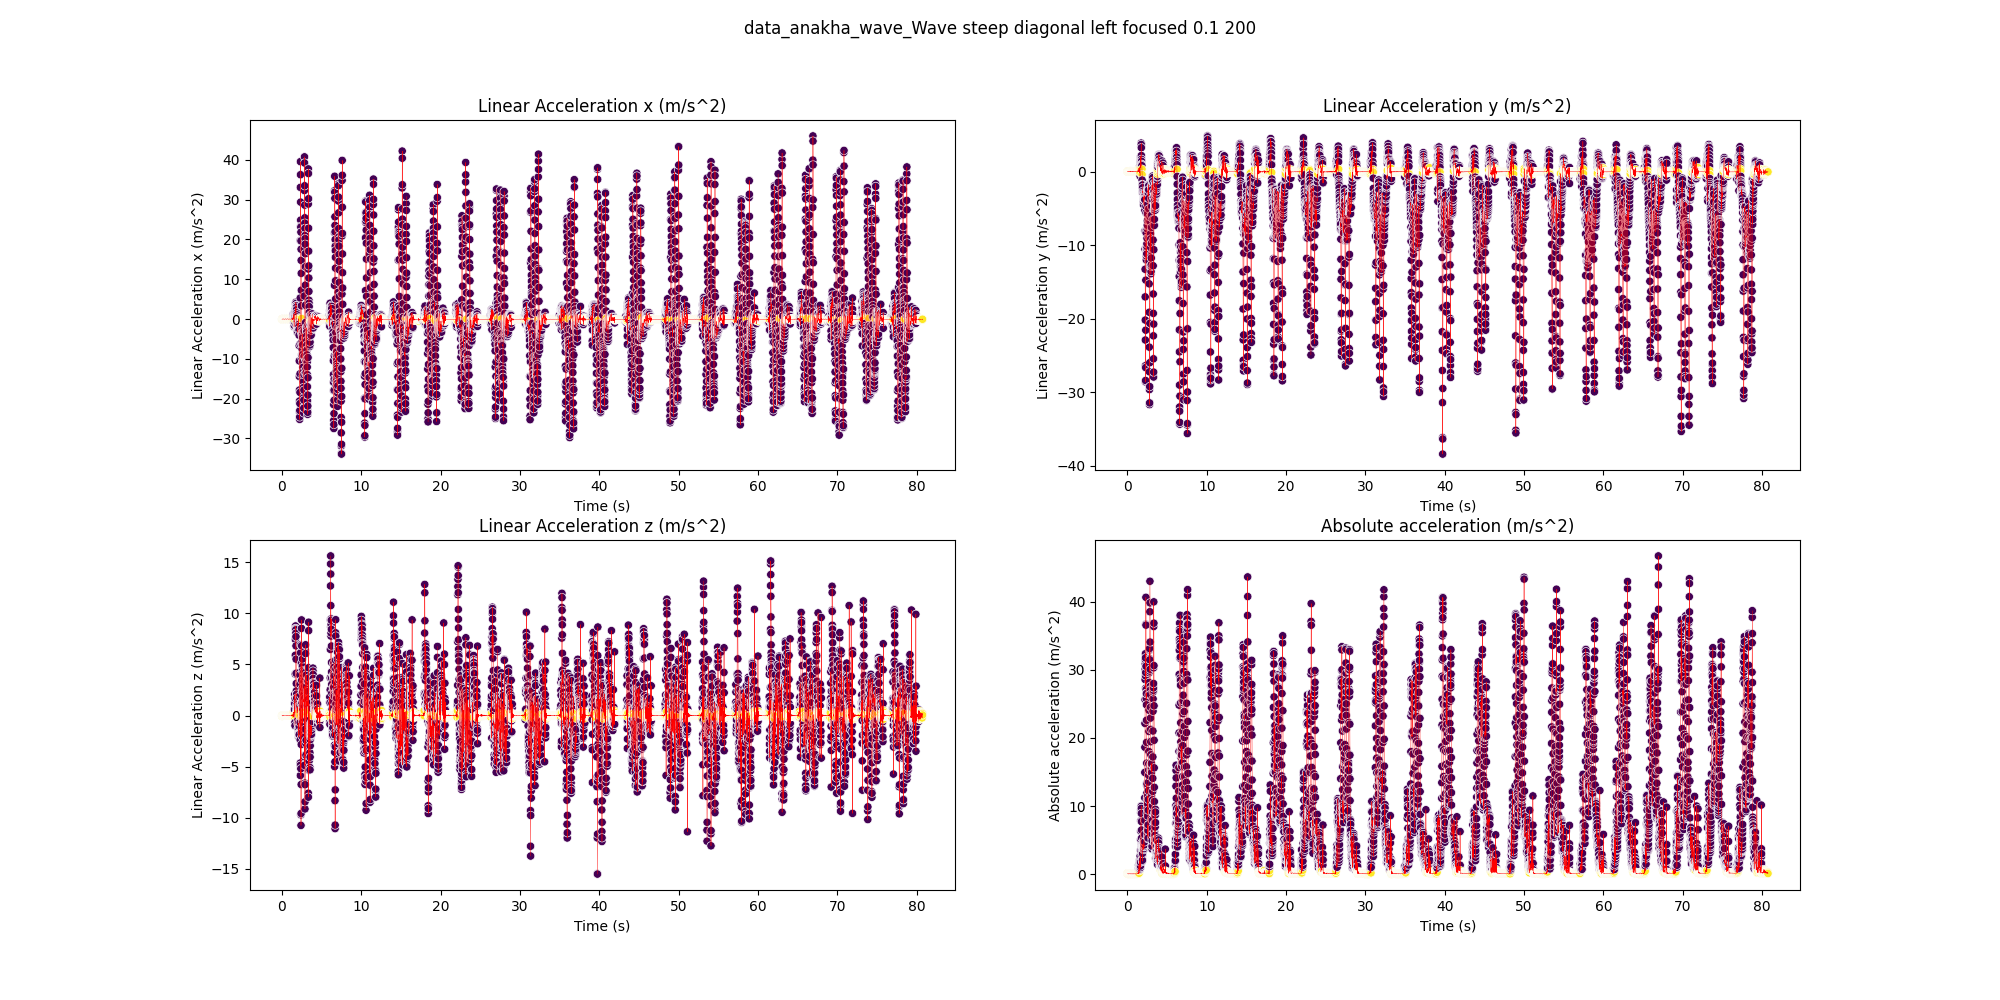 data_anakha_wave_Wave steep diagonal left focused 0.1 200
Linear Acceleration x (m/s^2)
Linear Acceleration x (m/s^2)
40
30
20
10
0
−10
−20
−30
0 10 20 30 40 50 60 70 80
Time (s)
Linear Acceleration y (m/s^2)
Linear Acceleration y (m/s^2)
0
−10
−20
−30
−40
0 10 20 30 40 50 60 70 80
Time (s)
Linear Acceleration z (m/s^2)
Linear Acceleration z (m/s^2)
15
10
5
0
−5
−10
−15
0 10 20 30 40 50 60 70 80
Time (s)
Absolute acceleration (m/s^2)
Absolute acceleration (m/s^2)
40
30
20
10
0
0 10 20 30 40 50 60 70 80
Time (s)